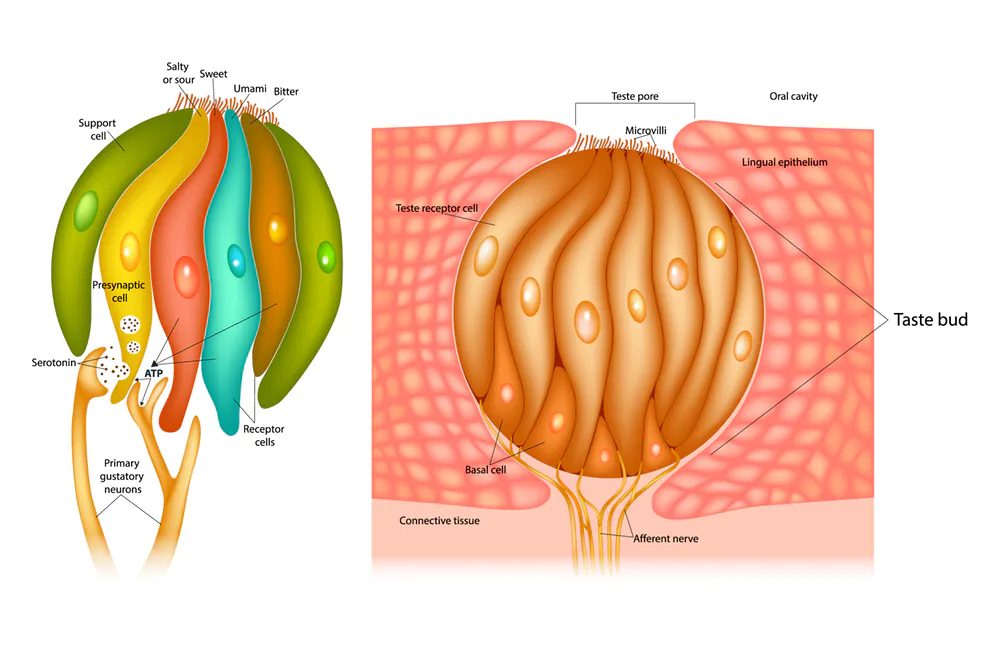 Salty
or sour
Sweet
Umami
Bitter
Support
cell
Presynaptic
cell
Serotonin
ATP
Receptor
cells
Primary
gustatory
neurons
Teste pore
Oral cavity
Microvilli
Lingual epithelium
Teste receptor cell
Taste bud
Basal cell
Connective tissue
Afferent nerve